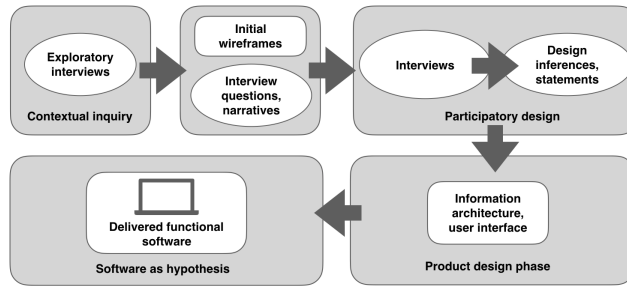 Exploratory
interviews
Contextual inquiry
Initial
wireframes
Interview
questions,
narratives
Interviews
Design
inferences,
statements
Participatory design
Information
architecture,
user interface
Product design phase
Delivered functional
software
Software as hypothesis